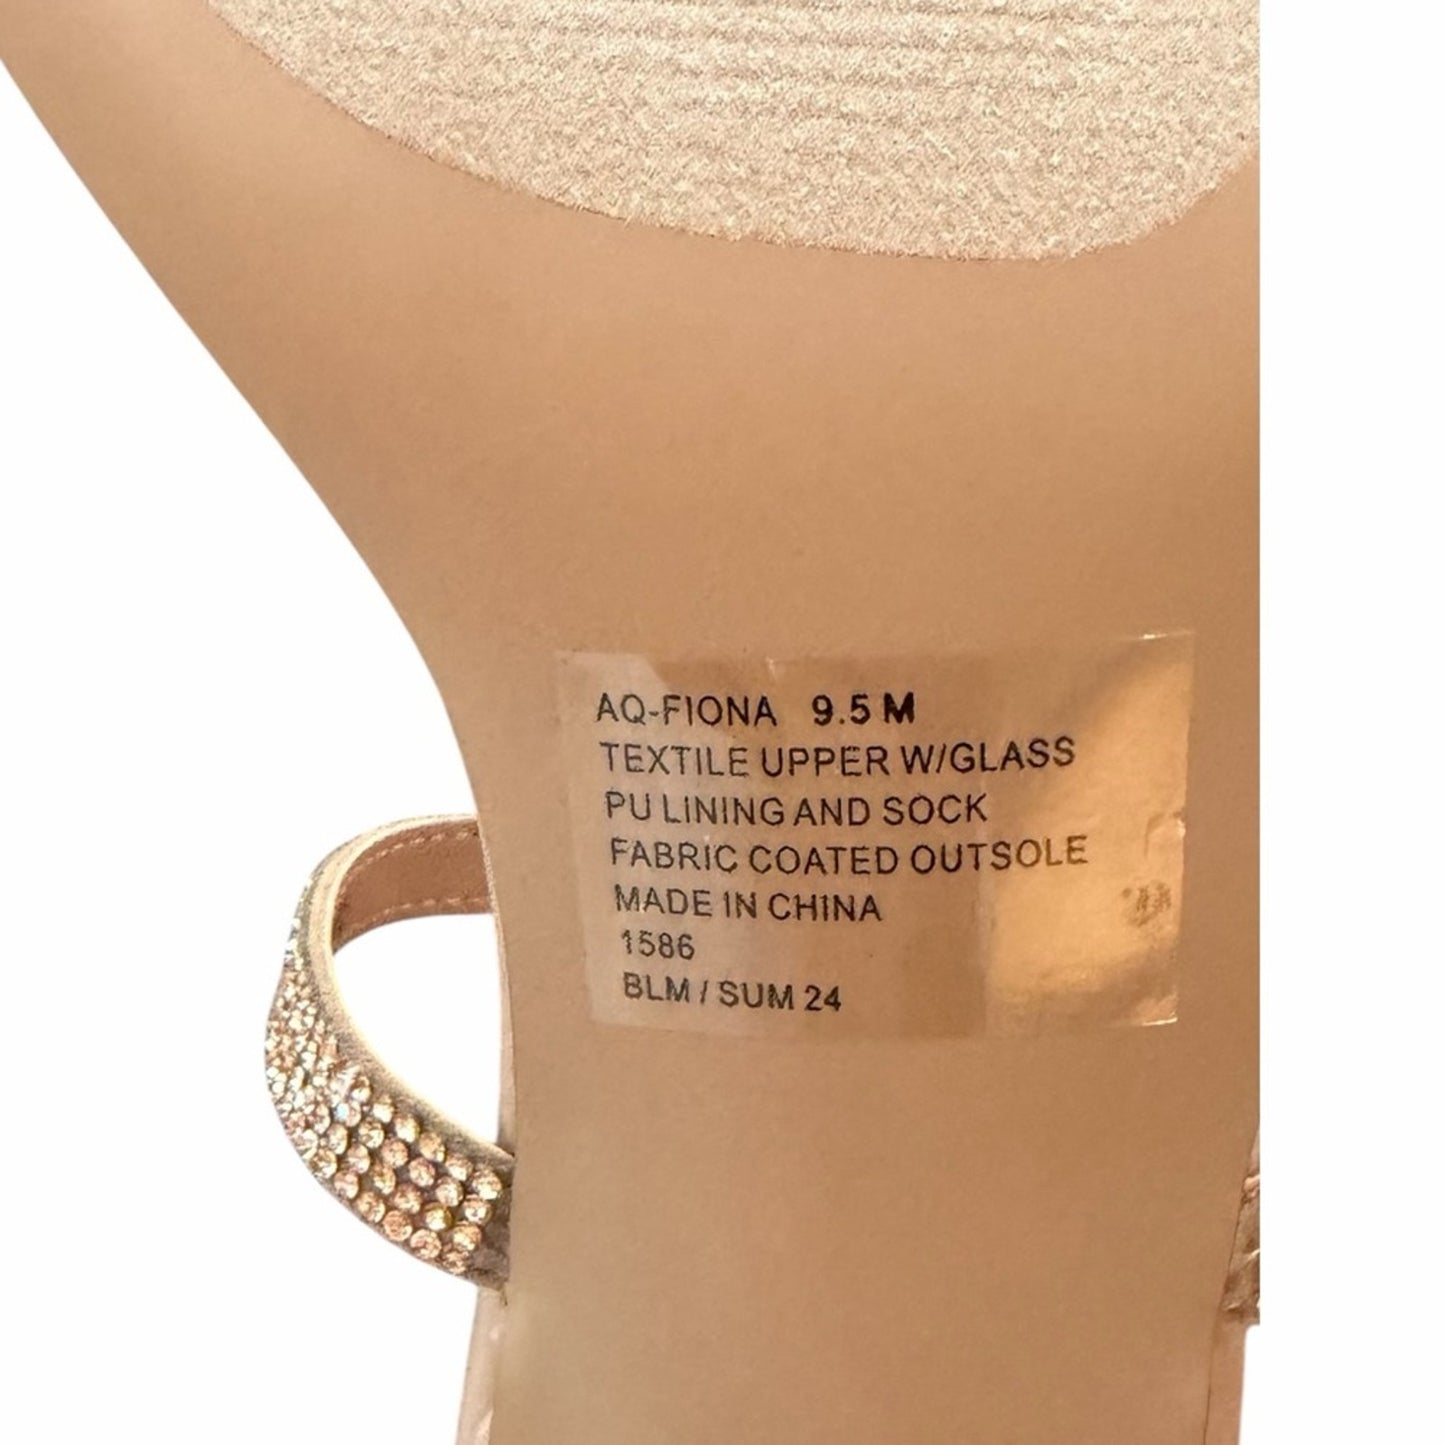 AQ-FIONA 9.5 M
TEXTILE UPPER W/GLASS
PU LINING AND SOCK
FABRIC COATED OUTSOLE
MADE IN CHINA
1586
BLM / SUM 24